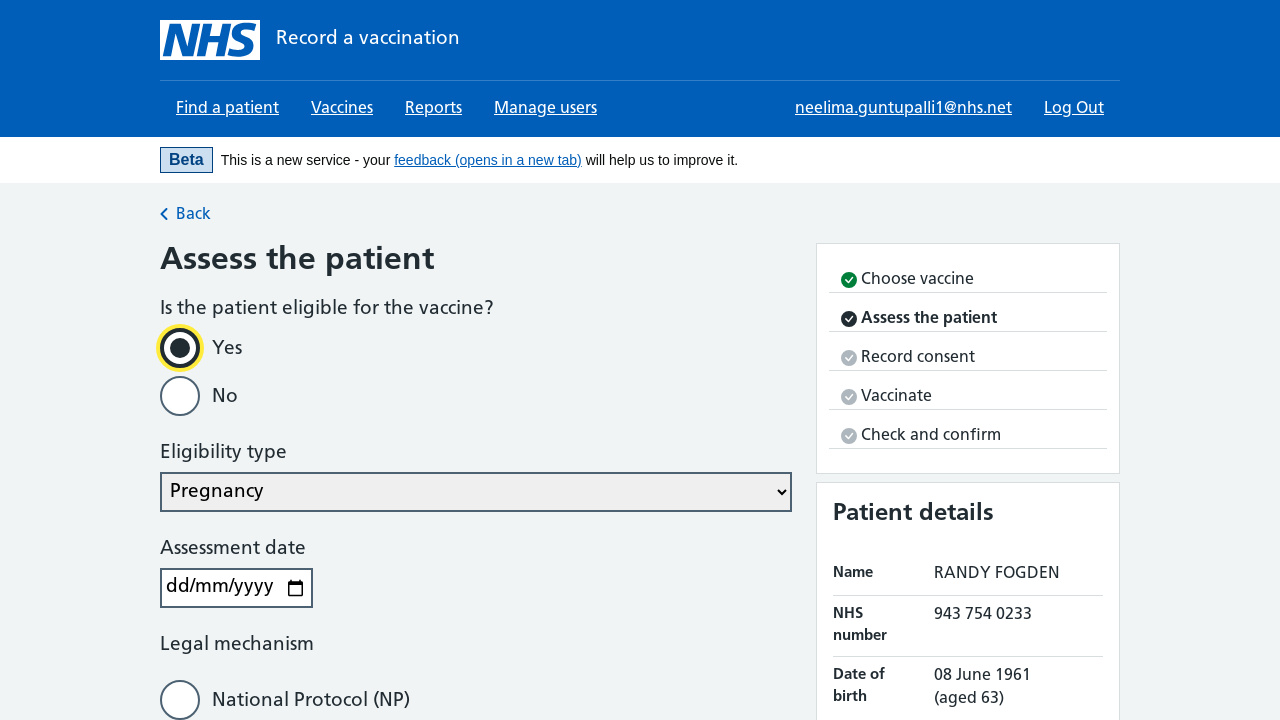 NHS Record a vaccination
Find a patient Vaccines Reports Manage users neelima.guntupalli1@nhs.net Log Out
Beta This is a new service - your feedback (opens in a new tab) will help us to improve it.
Back
Assess the patient
Is the patient eligible for the vaccine?
Yes
No
Eligibility type
Pregnancy
Assessment date
dd/mm/yyyy
Legal mechanism
National Protocol (NP)
Choose vaccine
Assess the patient
Record consent
Vaccinate
Check and confirm
Patient details
Name RANDY FOGDEN
NHS number 943 754 0233
Date of birth 08 June 1961
(aged 63)